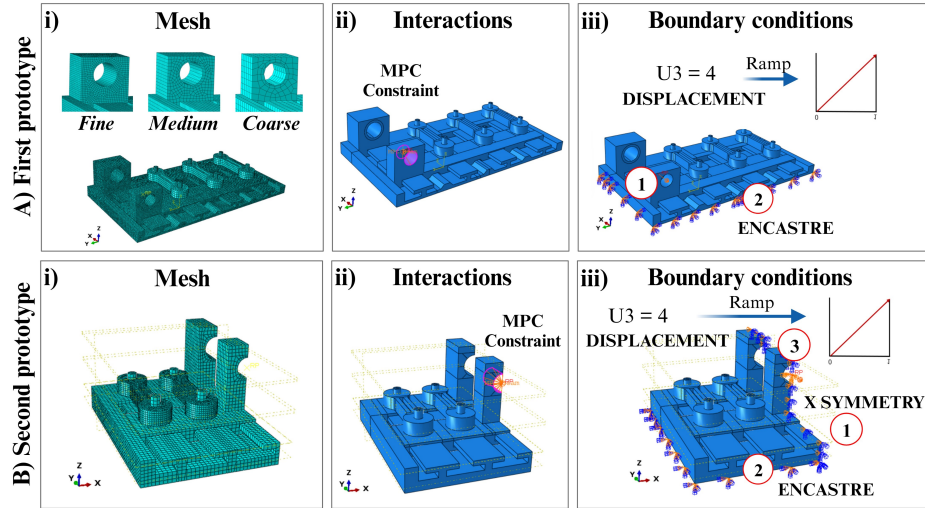 A) First prototype
i)
Mesh
Fine
Medium
Coarse
X
Z
Y
ii)
Interactions
MPC
Constraint
X
Z
Y
iii)
Boundary conditions
U3 = 4
DISPLACEMENT
Ramp
0
1
1
2
ENCASTRE
X
Z
Y
B) Second prototype
i)
Mesh
Z
Y
X
ii)
Interactions
MPC
Constraint
RP
Z
Y
X
iii)
Boundary conditions
U3 = 4
DISPLACEMENT
Ramp
0
1
3
X SYMMETRY
1
2
ENCASTRE
Z
Y
X